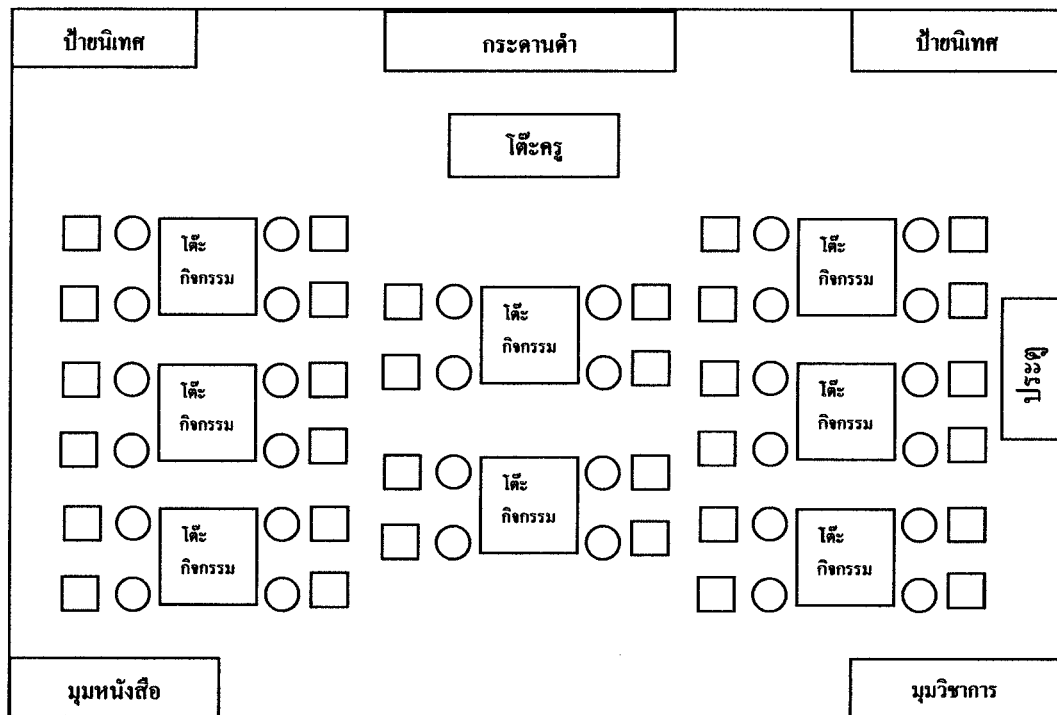 ป้ายนิเทศ
กระดานดำ
ป้ายนิเทศ
โต๊ะครู
โต๊ะ
กิจกรรม
โต๊ะ
กิจกรรม
โต๊ะ
กิจกรรม
โต๊ะ
กิจกรรม
โต๊ะ
กิจกรรม
โต๊ะ
กิจกรรม
โต๊ะ
กิจกรรม
โต๊ะ
กิจกรรม
ประตู
มุมหนังสือ
มุมวิชาการ